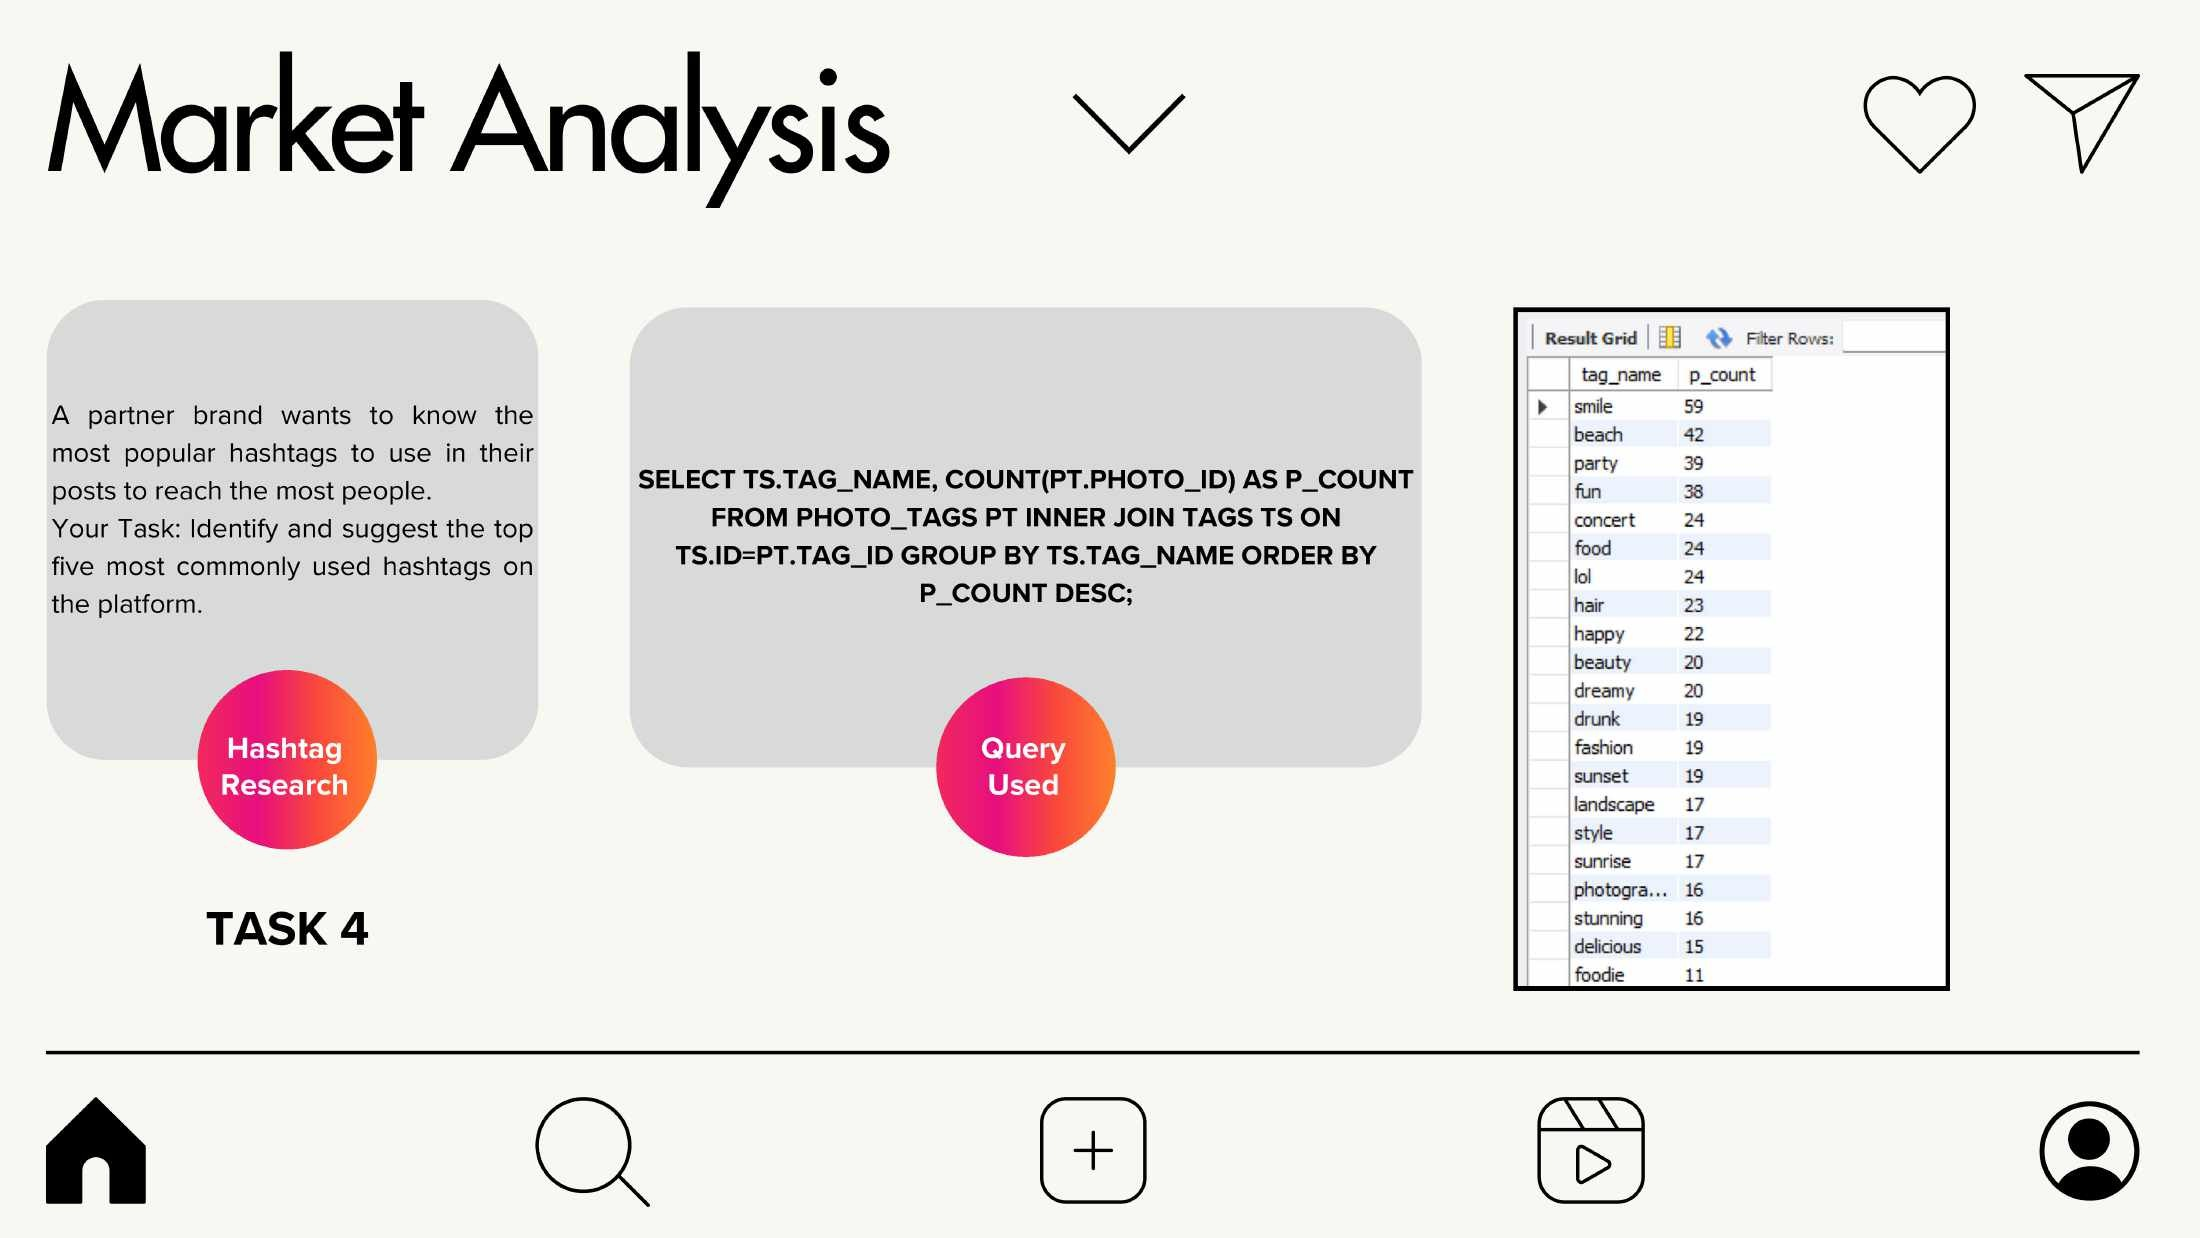 Market Analysis
A partner brand wants to know the
most popular hashtags to use in their
posts to reach the most people.
Your Task: Identify and suggest the top
five most commonly used hashtags on
the platform.
Hashtag
Research
TASK 4
SELECT TS.TAG_NAME, COUNT(PT.PHOTO_ID) AS P_COUNT
FROM PHOTO_TAGS PT INNER JOIN TAGS TS ON
TS.ID=PT.TAG_ID GROUP BY TS.TAG_NAME ORDER BY
P_COUNT DESC;
Query
Used
Result Grid Filter Rows:
tag_name p_count
smile 59
beach 42
party 39
fun 38
concert 24
food 24
lol 24
hair 23
happy 22
beauty 20
dreamy 20
drunk 19
fashion 19
sunset 19
landscape 17
style 17
sunrise 17
photogra... 16
stunning 16
delicious 15
foodie 11